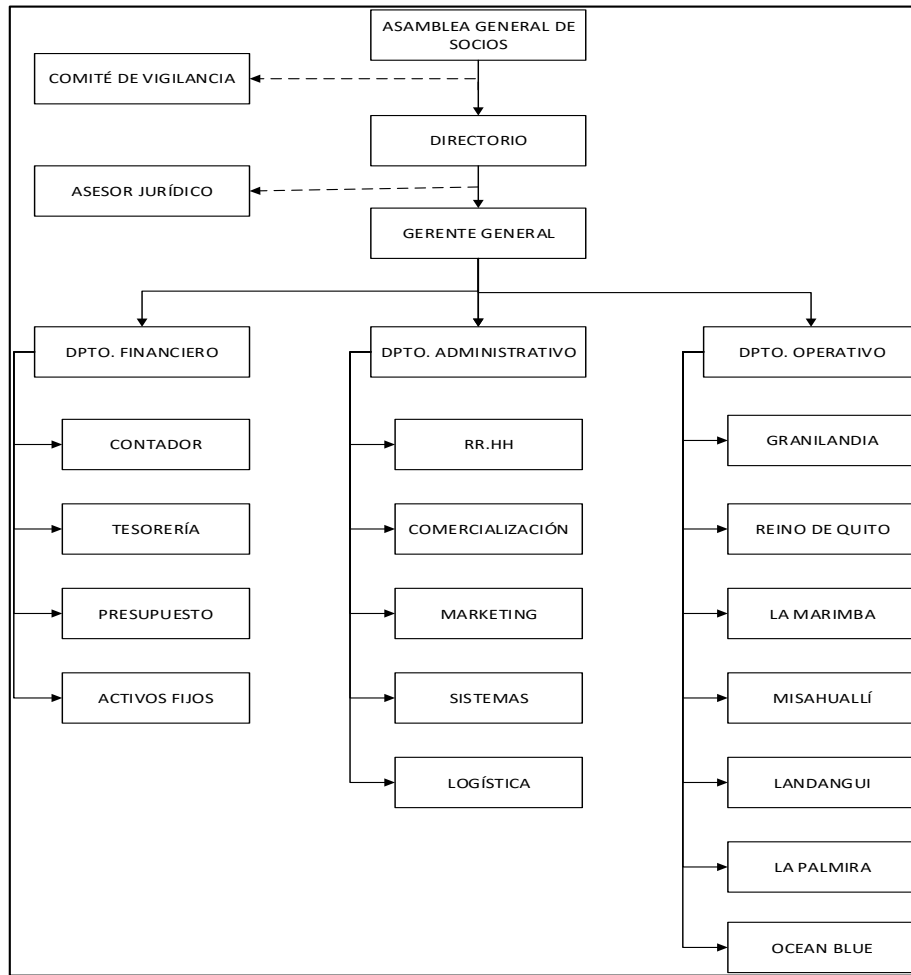 ASAMBLEA GENERAL DE
SOCIOS
COMITÉ DE VIGILANCIA
DIRECTORIO
ASESOR JURÍDICO
GERENTE GENERAL
DPTO. FINANCIERO
CONTADOR
TESORERÍA
PRESUPUESTO
ACTIVOS FIJOS
DPTO. ADMINISTRATIVO
RR.HH
COMERCIALIZACIÓN
MARKETING
SISTEMAS
LOGÍSTICA
DPTO. OPERATIVO
GRANILANDIA
REINO DE QUITO
LA MARIMBA
MISAHUALLÍ
LANDANGUI
LA PALMIRA
OCEAN BLUE